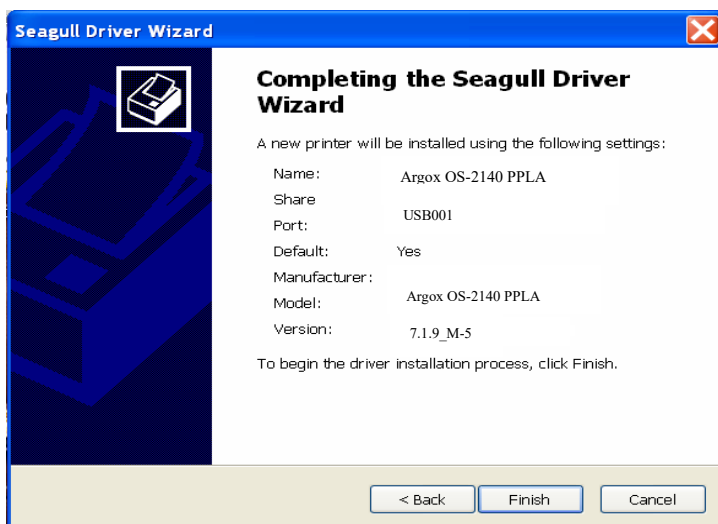 Seagull Driver Wizard
Completing the Seagull Driver
Wizard
A new printer will be installed using the following settings:
Name: Argox OS-2140 PPLA
Share
Port: USB001
Default: Yes
Manufacturer:
Model: Argox OS-2140 PPLA
Version: 7.1.9_M-5
To begin the driver installation process, click Finish.
< Back Finish Cancel